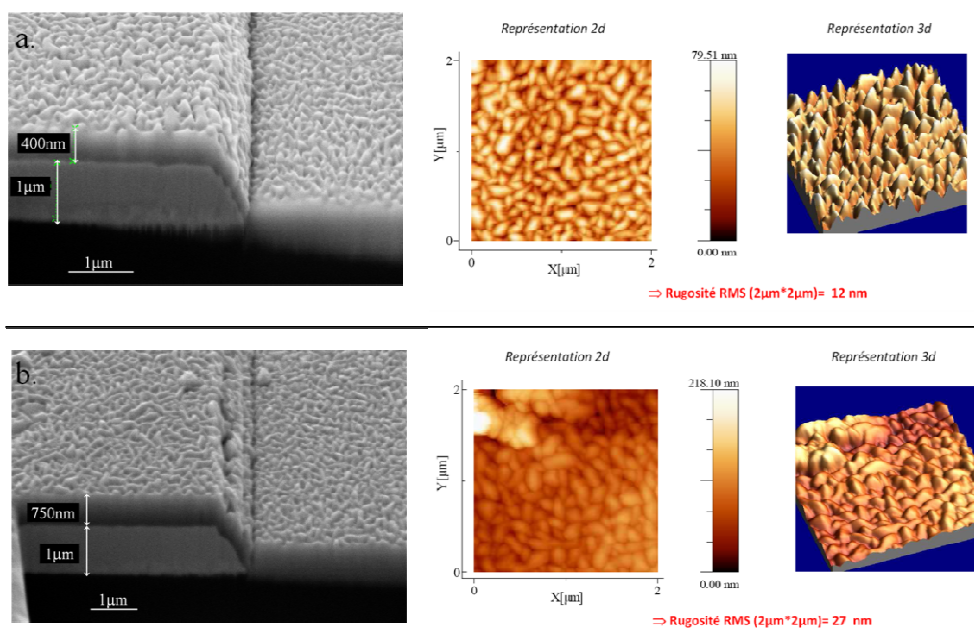 a.
400nm
1µm
1µm
Représentation 2d
79.51 nm
2
Y[µm]
0
0
2
X[µm]
0.00 nm
Représentation 3d
⇒ Rugosité RMS (2µm*2µm)= 12 nm
b.
750nm
1µm
1µm
Représentation 2d
218.10 nm
2
Y[µm]
0
0
2
X[µm]
0.00 nm
Représentation 3d
⇒ Rugosité RMS (2µm*2µm)= 27 nm